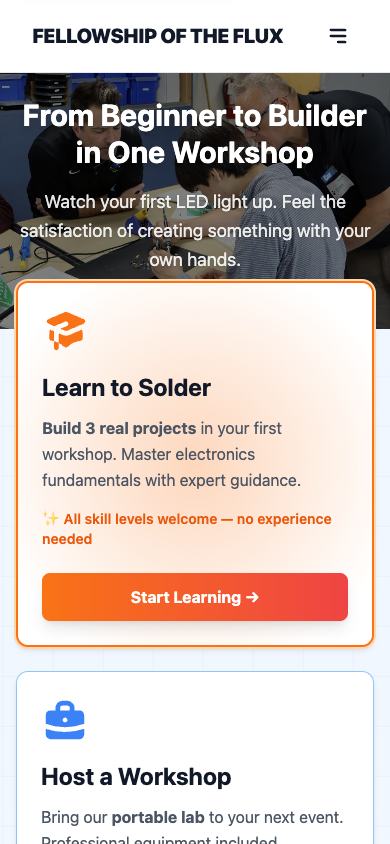 FELLOWSHIP OF THE FLUX
From Beginner to Builder
in One Workshop
Watch your first LED light up. Feel the
satisfaction of creating something with your
own hands.
Learn to Solder
Build 3 real projects in your first
workshop. Master electronics
fundamentals with expert guidance.
✨ All skill levels welcome — no experience
needed
Start Learning →
Host a Workshop
Bring our portable lab to your next event.
Professional equipment included